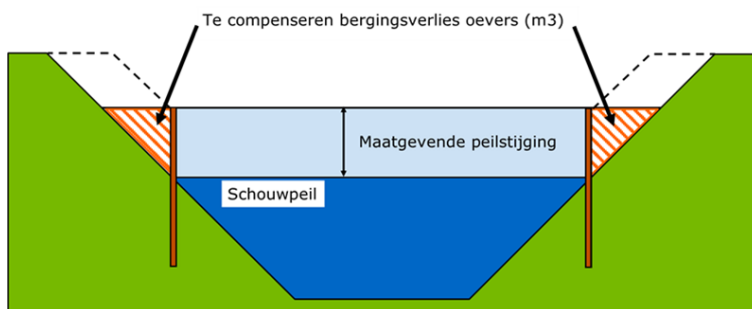 Te compenseren bergingsverlies oevers (m3)
Maatgevende peilstijging
Schouwpeil